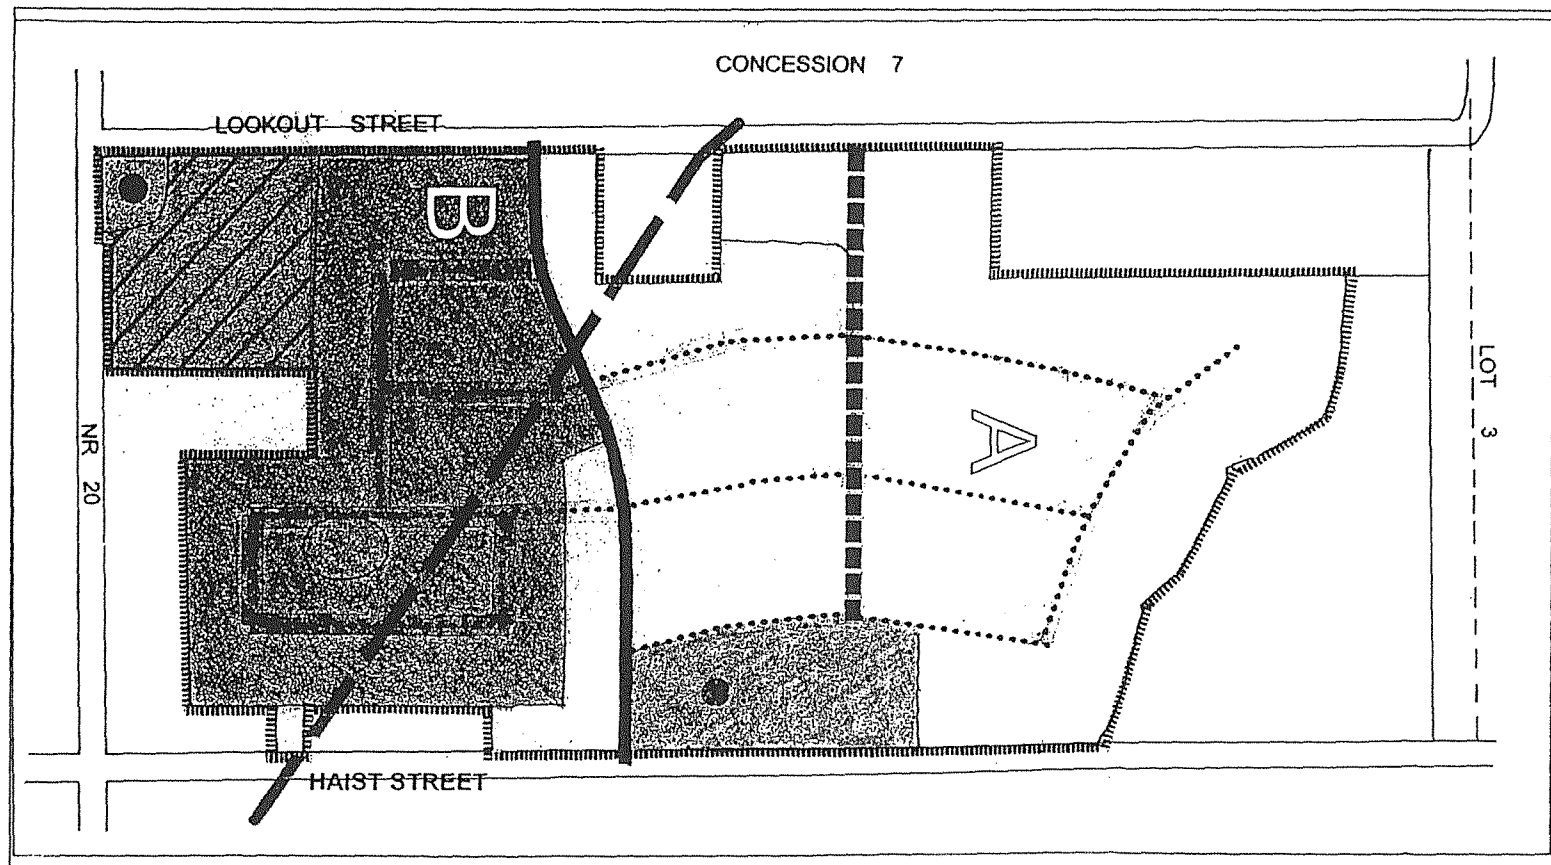 CONCESSION 7
LOOKOUT STREET
B
A
LOT 3
NR 20
HAIST STREET